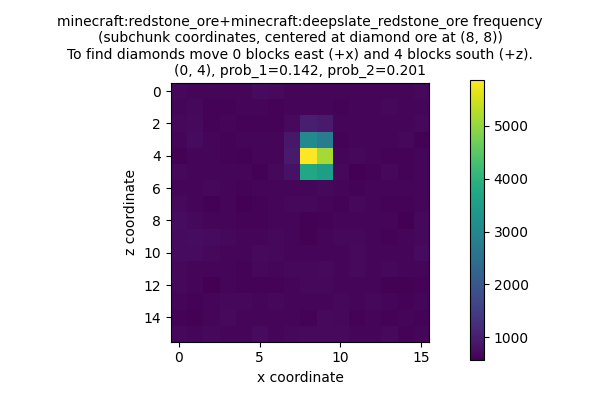 minecraft:redstone_ore+minecraft:deepslate_redstone_ore frequency
(subchunk coordinates, centered at diamond ore at (8, 8))
To find diamonds move 0 blocks east (+x) and 4 blocks south (+z).
(0, 4), prob_1=0.142, prob_2=0.201
0
2
4
6
8
10
12
14
z coordinate
0
5
10
15
x coordinate
5000
4000
3000
2000
1000